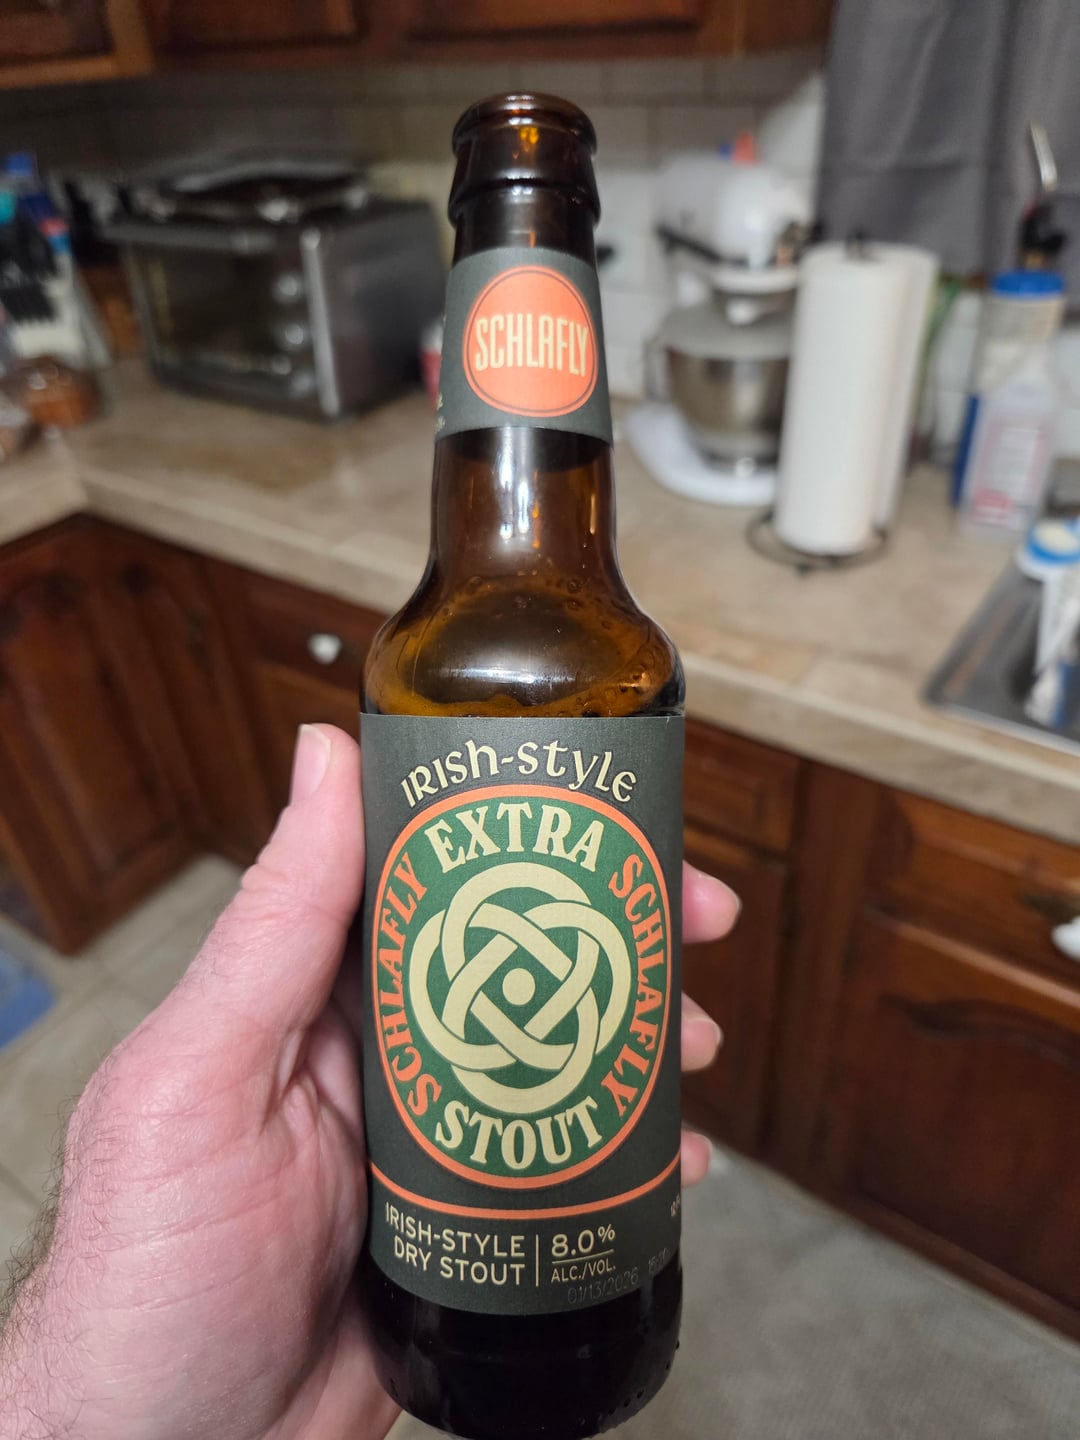 SCHLAFLY
IRISH-STYLE
EXTRA
SCHLAFLY
SCHLAFLY
STOUT
IRISH-STYLE
DRY STOUT
8.0%
ALC./VOL.
01/13/2026